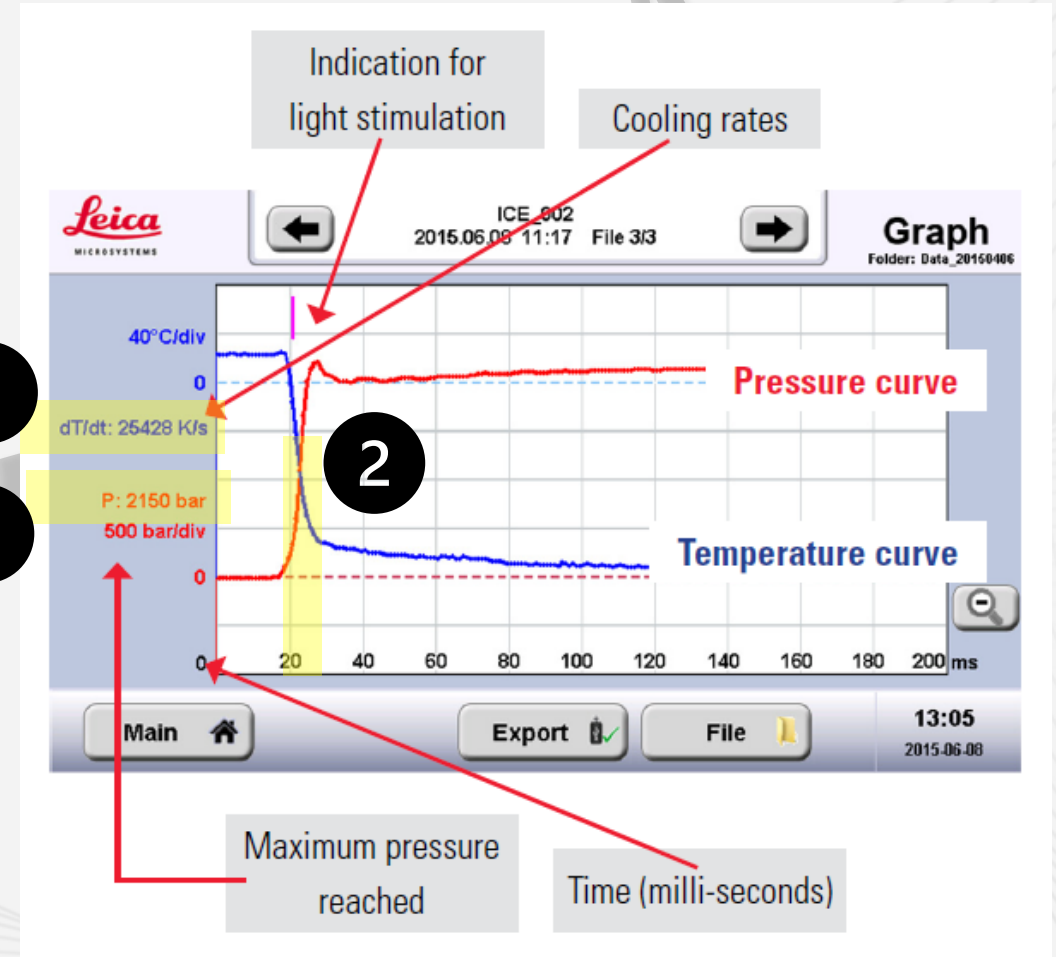 Indication for
light stimulation
Cooling rates
Leica
MICROSYSTEMS
ICE_002
2015.06.08 11:17 File 3/3
Graph
Folder: Data_20150406
40°C/div
0
dT/dt: 25428 K/s
P: 2150 bar
500 bar/div
0
2
Pressure curve
Temperature curve
0 20 40 60 80 100 120 140 160 180 200 ms
Main
Export
File
13:05
2015-06-08
Maximum pressure
reached
Time (milli-seconds)